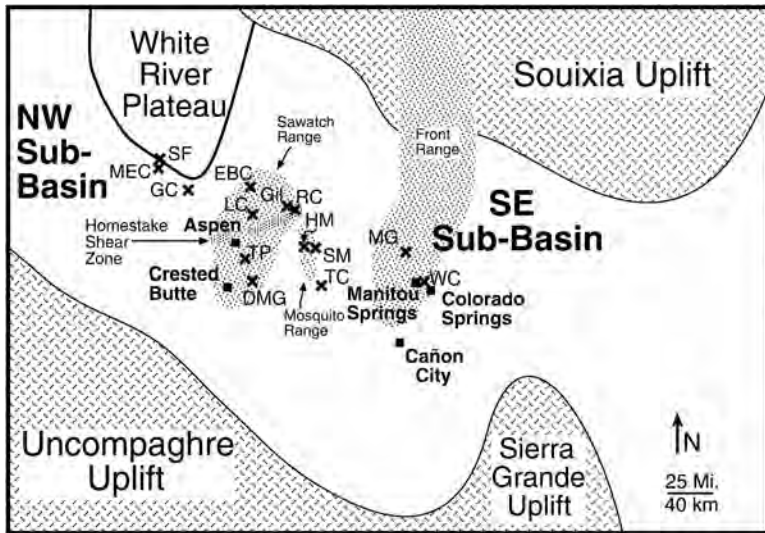 White
River
Plateau
Souixia Uplift
NW
Sub-
Basin
Sawatch
Range
Front
Range
SF
MEC
GC
EBC
Gil
RC
LC
HM
Aspen
Homestake
Shear
Zone
SE
Sub-Basin
MG
TP
SM
TC
WC
Crested
Butte
DMG
Mosquito
Range
Manitou
Springs
Colorado
Springs
Cañon
City
Uncompaghre
Uplift
Sierra
Grande
Uplift
N
25 Mi.
40 km